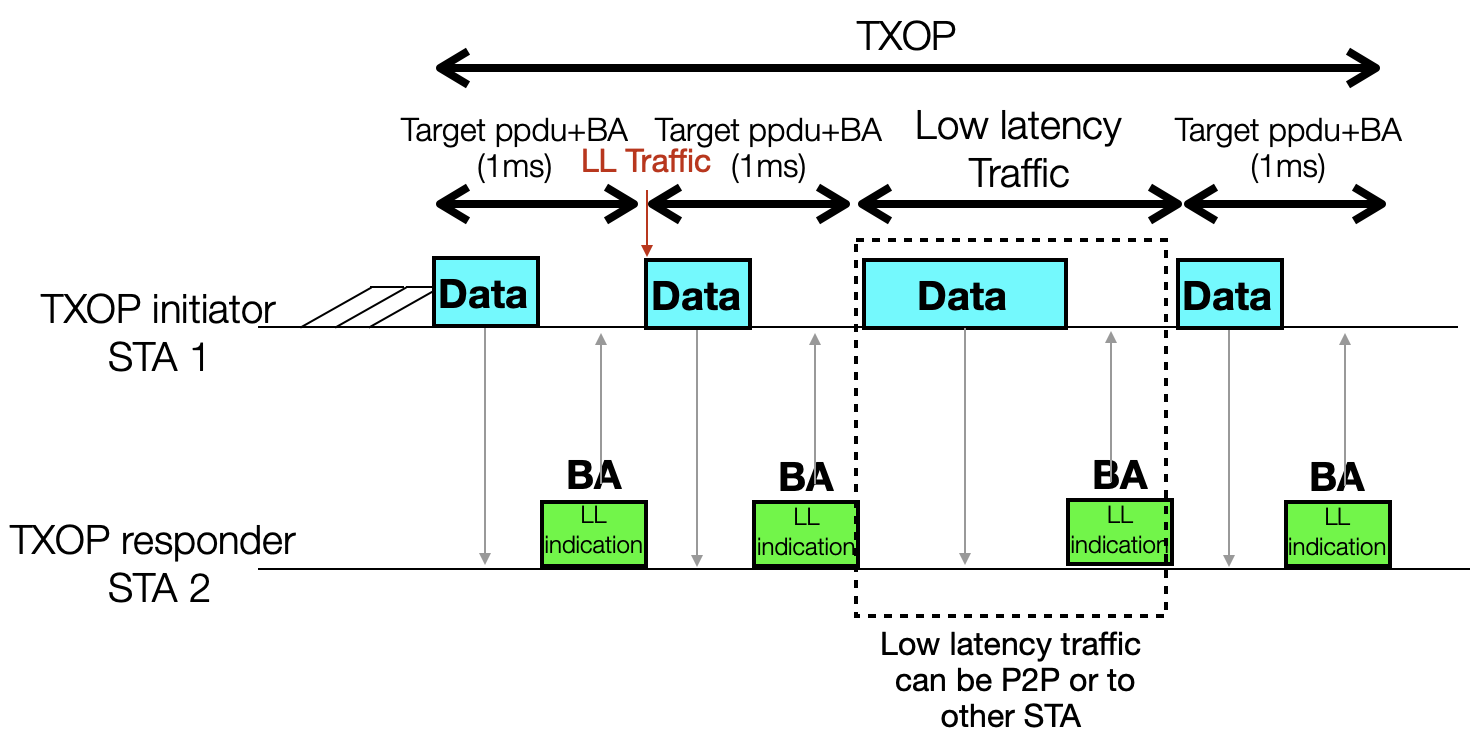 TXOP
Target ppdu+BA
(1ms)
LL Traffic
Target ppdu+BA
(1ms)
Low latency
Traffic
Target ppdu+BA
(1ms)
TXOP initiator
STA 1
Data
Data
Data
Data
BA
LL
indication
BA
LL
indication
BA
LL
indication
BA
LL
indication
TXOP responder
STA 2
Low latency traffic
can be P2P or to
other STA